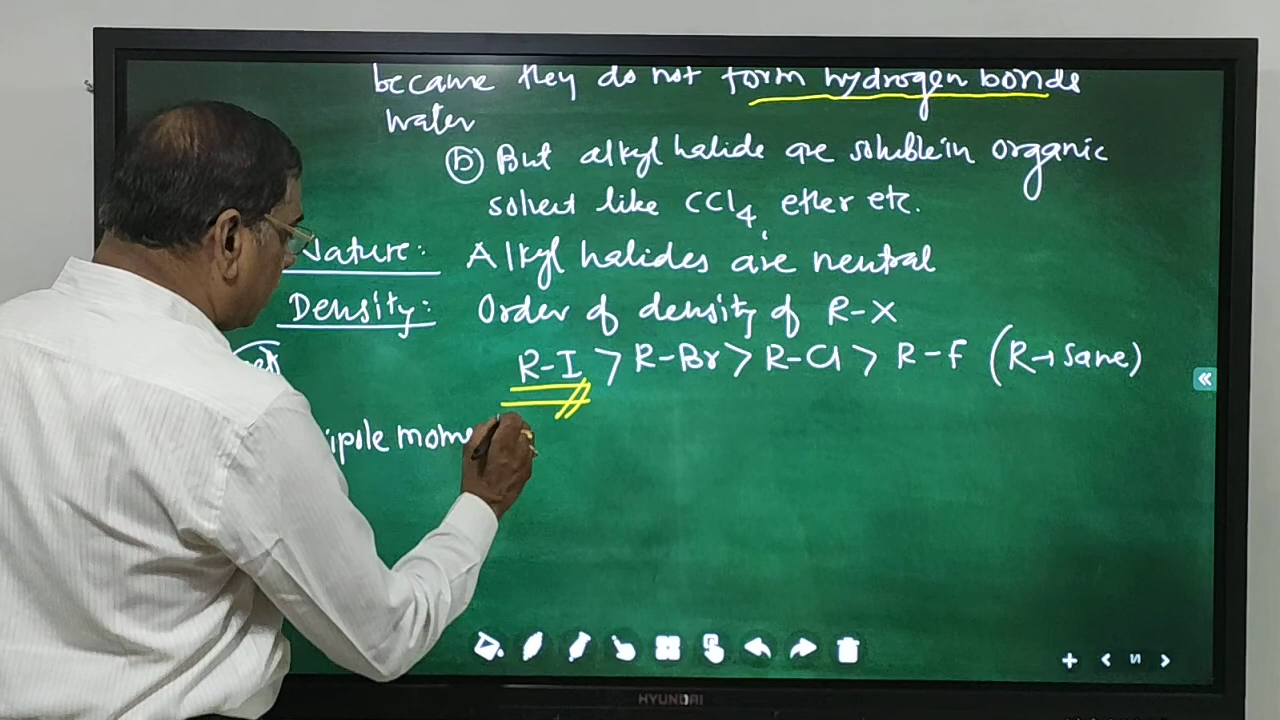 became they do not form hydrogen bonds
water
(b) But alkyl halide are soluble in organic
solvent like CCl4, ether etc.
Nature: Alkyl halides are neutral
Density: Order of density of R-X
R-I > R-Br > R-Cl > R-F (R→Same)
ipole mome
HYUNDAI